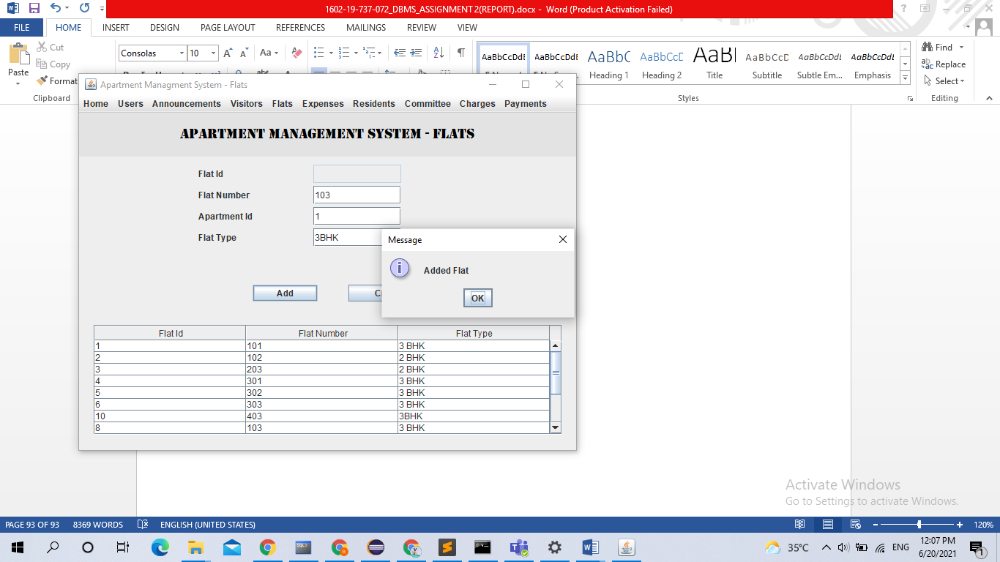 1602-19-737-072_DBMS_ASSIGNMENT 2(REPORT).docx - Word (Product Activation Failed)
FILE HOME INSERT DESIGN PAGE LAYOUT REFERENCES MAILINGS REVIEW VIEW
Paste
Cut
Copy
Format
Clipboard
Consolas 10
Aa
AaBbCcDdE AaBbCcDdE AaBbC AaBbCcC AaBl AaBbCcD AaBbCcDdE AaBbCcDdE
Heading 1 Heading 2 Title Subtitle Subtle Em... Emphasis
Styles
Find
Replace
Select
Editing
Apartment Managment System - Flats
Home Users Announcements Visitors Flats Expenses Residents Committee Charges Payments
APARTMENT MANAGEMENT SYSTEM - FLATS
Flat Id
Flat Number 103
Apartment Id 1
Flat Type 3BHK
Message
Added Flat
OK
Add
Flat Id Flat Number Flat Type
1 101 3 BHK
2 102 2 BHK
3 203 2 BHK
4 301 3 BHK
5 302 3 BHK
6 303 3 BHK
10 403 3BHK
8 103 3 BHK
Activate Windows
Go to Settings to activate Windows.
PAGE 93 OF 93 8369 WORDS ENGLISH (UNITED STATES) 120%
35°C ENG 12:07 PM
6/20/2021
1